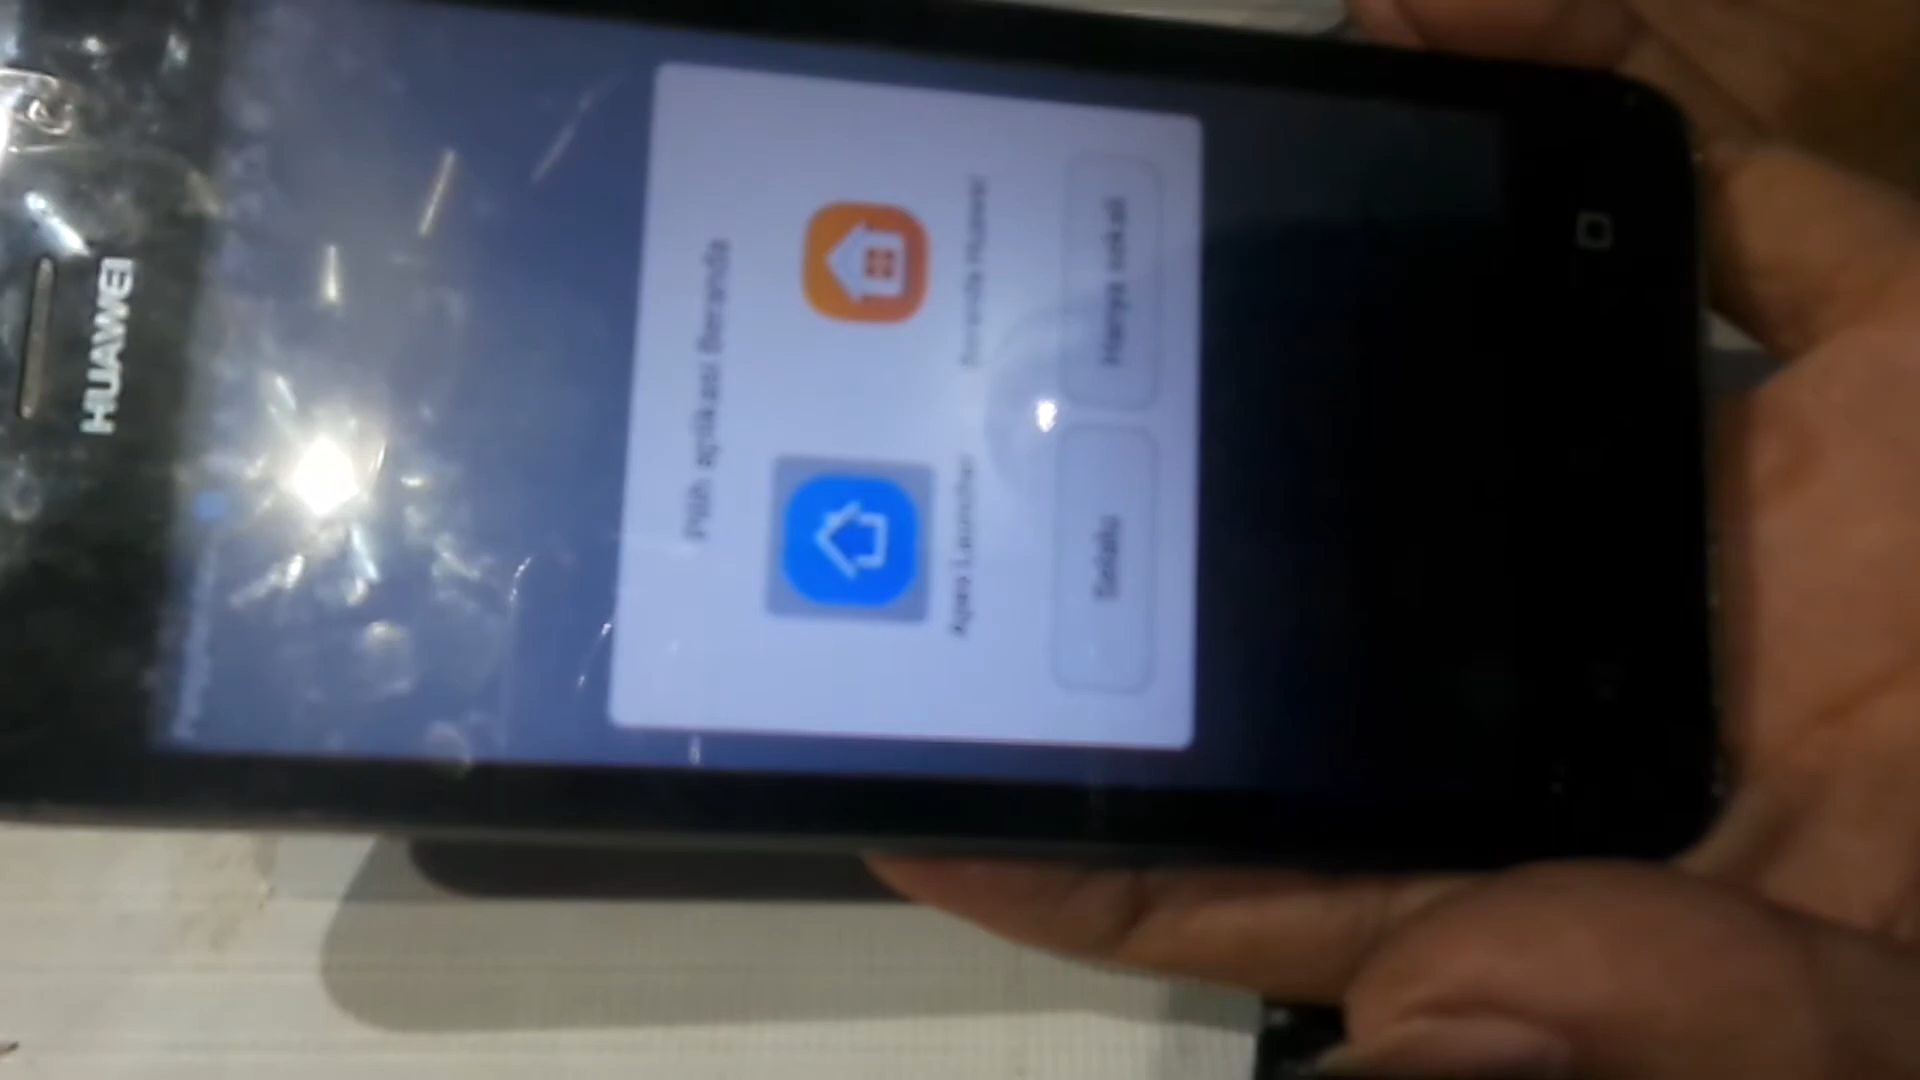 HUAWEI
Pilih aplikasi Beranda
Apex Launcher
Beranda Huawei
Selalu
Hanya sekali